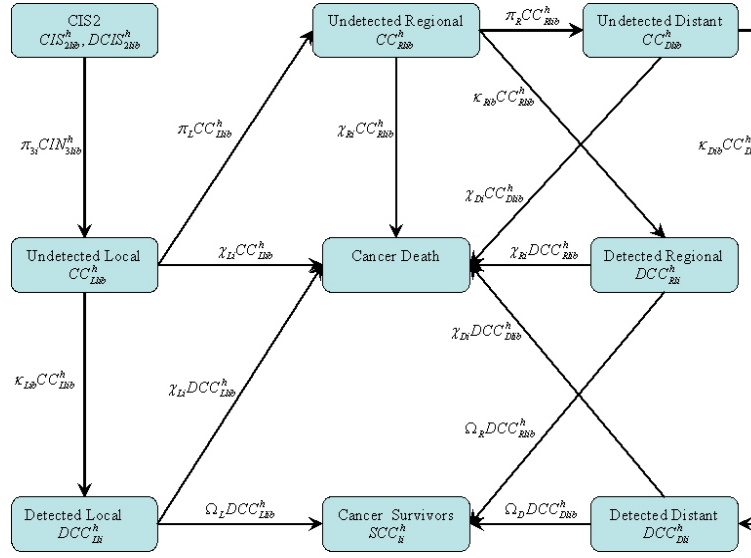 CIS2
CIS^h_{2lib}, DCIS^h_{2lib}
Undetected Regional
CC^h_{Rlib}
π_R CC^h_{Rlib}
Undetected Distant
CC^h_{Dlib}
π_{3i} CIN^h_{3lib}
π_L CC^h_{Llib}
χ_{Ri} CC^h_{Rlib}
κ_{Rib} CC^h_{Rlib}
κ_{Dib} CC^h_D
χ_{Di} CC^h_{Dlib}
Undetected Local
CC^h_{Llib}
χ_{Li} CC^h_{Llib}
Cancer Death
χ_{Ri} DCC^h_{Rlib}
Detected Regional
DCC^h_{Rli}
χ_{Di} DCC^h_{Dlib}
κ_{Lib} CC^h_{Llib}
χ_{Li} DCC^h_{Llib}
Ω_R DCC^h_{Rlib}
Detected Local
DCC^h_{Lli}
Ω_L DCC^h_{Llib}
Cancer Survivors
SCC^h_{li}
Ω_D DCC^h_{Dlib}
Detected Distant
DCC^h_{Dli}